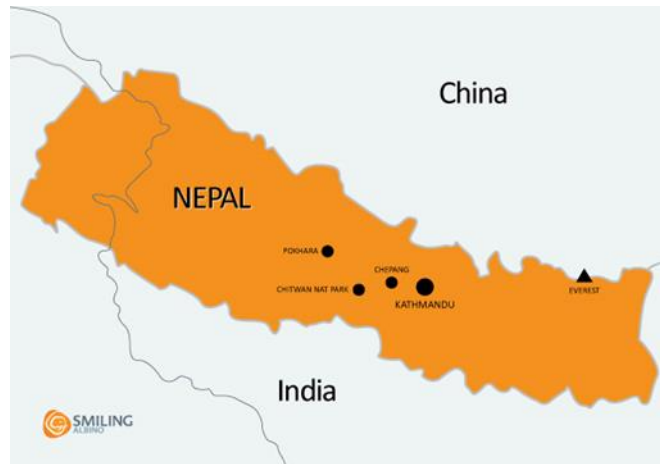 China
NEPAL
POKHARA
CHEPANG
CHITWAN NAT PARK
KATHMANDU
EVEREST
India
SMILING
ALBINO